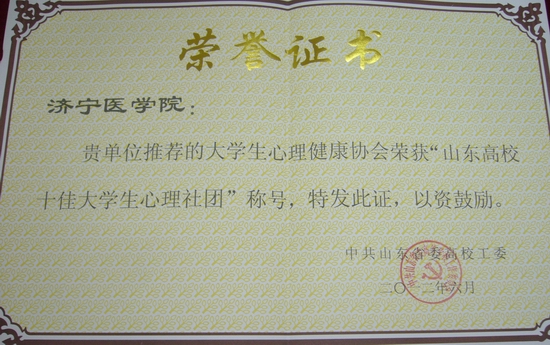 荣誉证书
济宁医学院：
贵单位推荐的大学生心理健康协会荣获“山东高校
十佳大学生心理社团”称号，特发此证，以资鼓励。
中共山东省委高校工委
二〇一二年六月